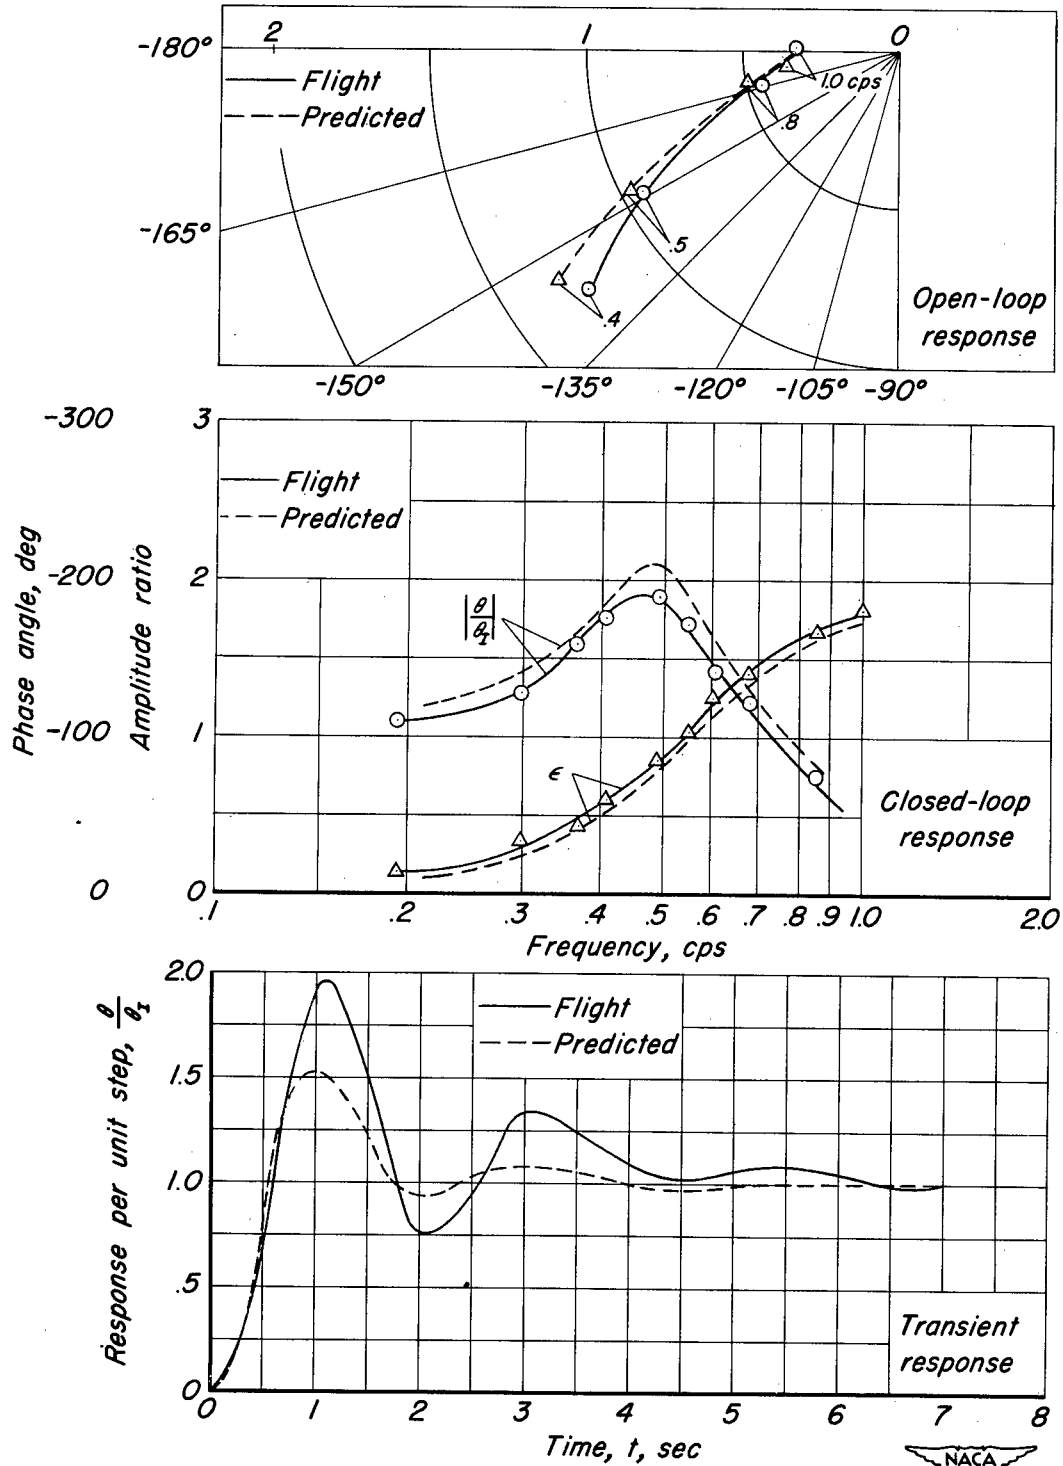 2 1 0
-180°
Flight
Predicted
1.0 cps
.8
-165°
.5
.4
Open-loop
response
-150° -135° -120° -105° -90°
-300 3
Flight
Predicted
Phase angle, deg
Amplitude ratio
-200 2
|θ/θI|
-100 1
ϵ
Closed-loop
response
0 0
.1 .2 .3 .4 .5 .6 .7 .8 .9 1.0 2.0
Frequency, cps
2.0
Flight
Predicted
Response per unit step, θ/θI
1.5
1.0
.5
Transient
response
0
0 1 2 3 4 5 6 7 8
Time, t, sec
NACA